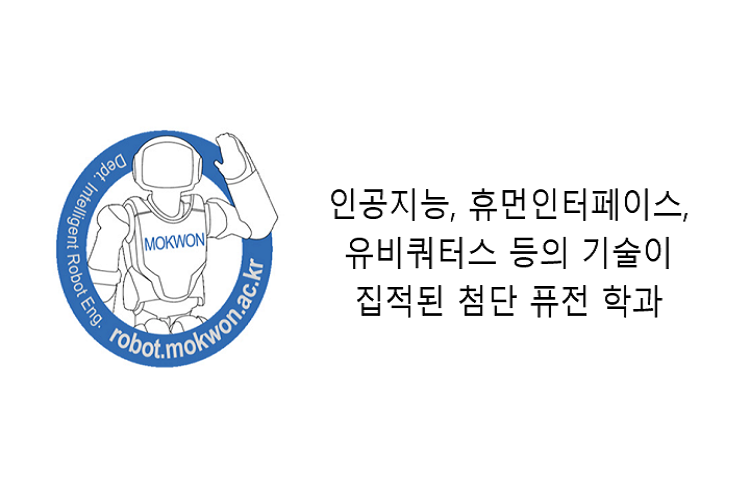 Dept. Intelligent Robot Eng.
MOKWON
robot.mokwon.ac.kr
인공지능, 휴먼인터페이스,
유비쿼터스 등의 기술이
집적된 첨단 퓨전 학과